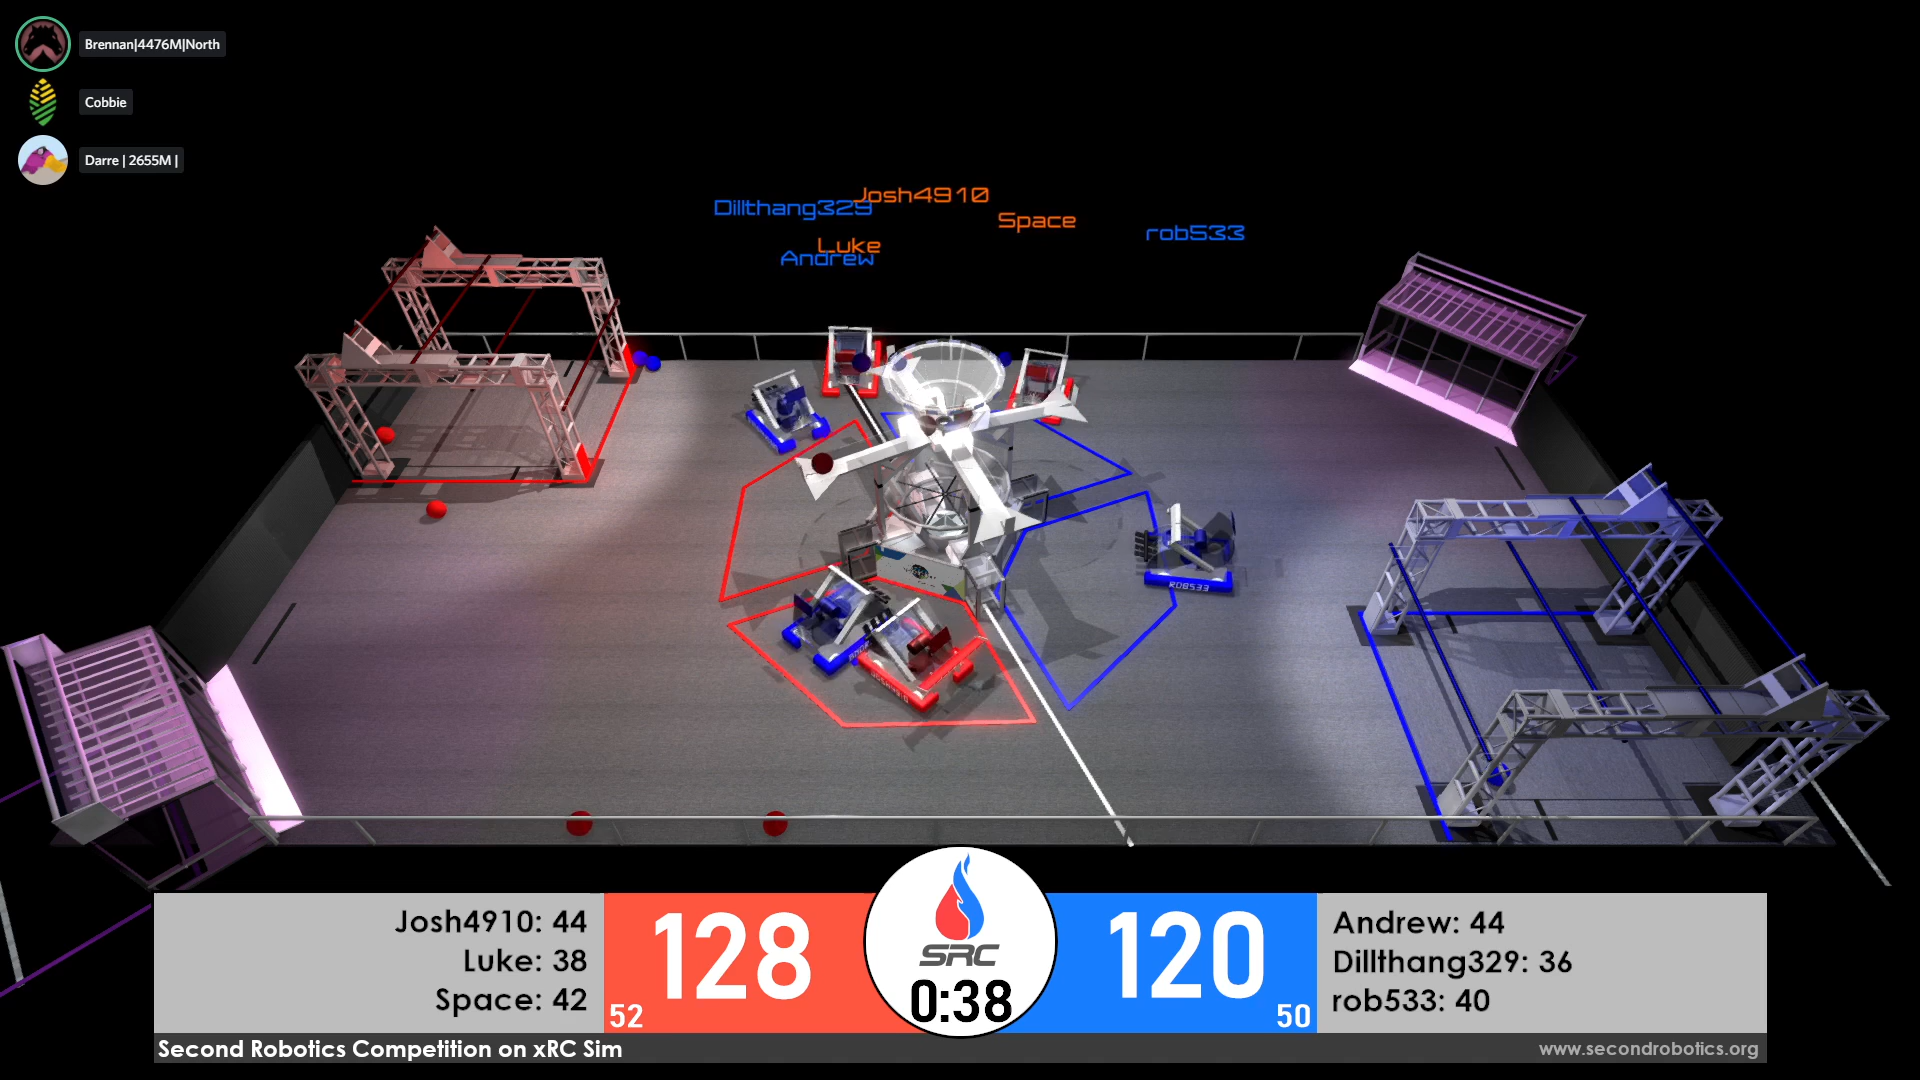 Brennan|4476M|North
Cobbie
Darre | 2655M |
Josh4910
Dillthang329
Space
rob533
Luke
Andrew
ROB533
Josh4910: 44
Luke: 38
Space: 42
128
52
SRC
0:38
120
50
Andrew: 44
Dillthang329: 36
rob533: 40
Second Robotics Competition on xRC Sim
www.secondrobotics.org